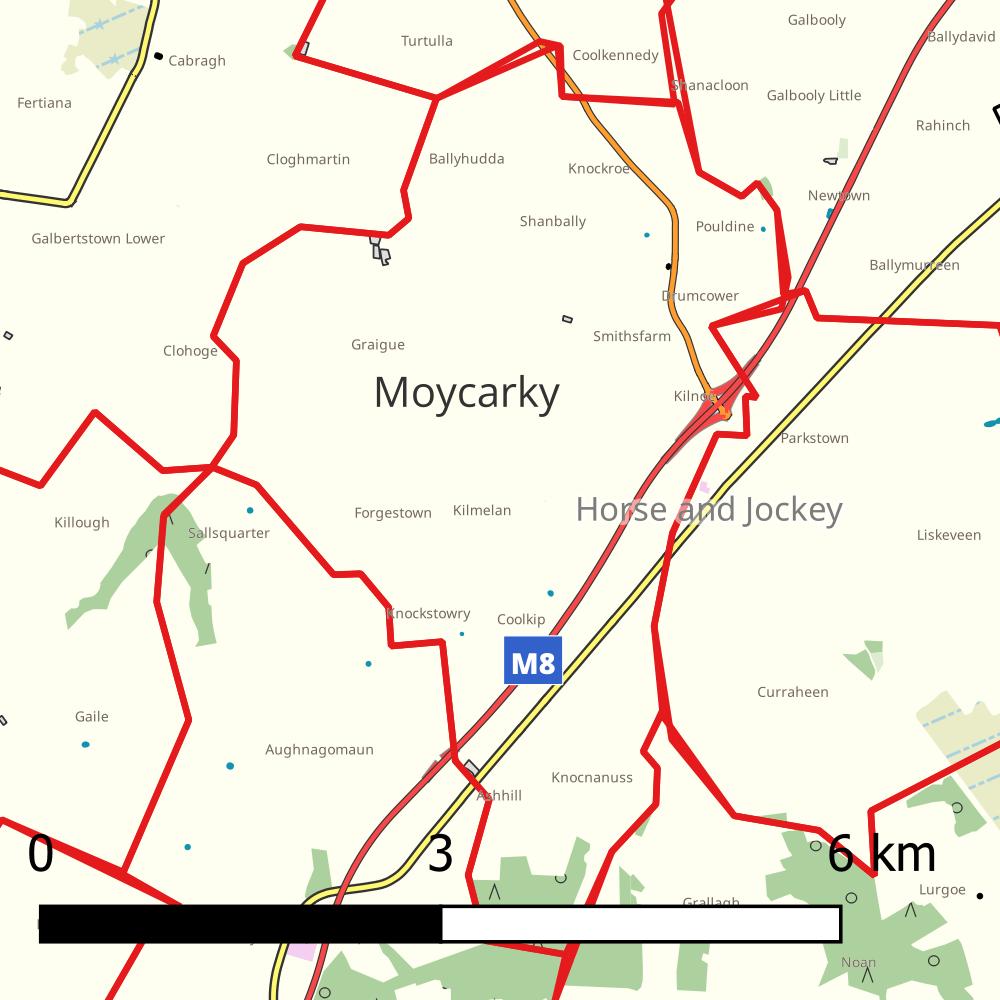 Galbooly
Ballydavid
Turtulla
Coolkennedy
Cabragh
Shanacloon
Galbooly Little
Fertiana
Rahinch
Cloghmartin
Ballyhudda
Knockroe
Newtown
Shanbally
Pouldine
Galbertstown Lower
Ballymurreen
Drumcower
Smithsfarm
Graigue
Clohoge
Moycarky
Parkstown
Horse and Jockey
Forgestown
Kilmelan
Killough
Sallsquarter
Liskeveen
Knockstowry
Coolkip
M8
Curraheen
Gaile
Aughnagomaun
Knocnanuss
Ashhill
0 3 6 km
Lurgoe
Grallagh
Noan